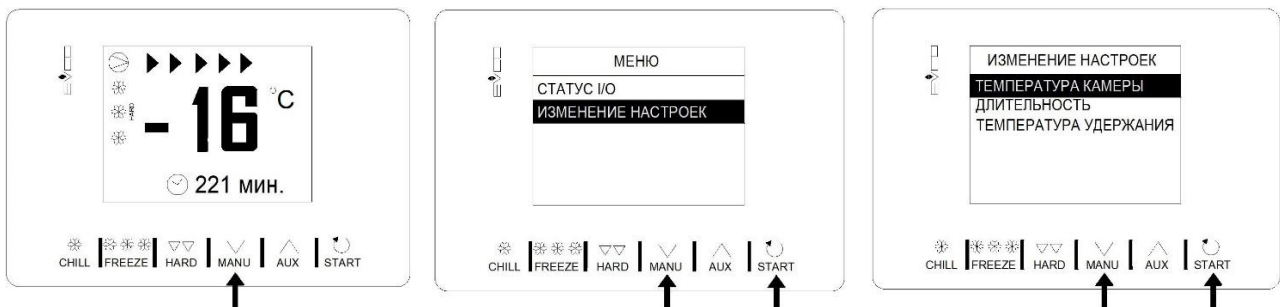 -16 °C
221 мин.
CHILL FREEZE HARD MANU AUX START
МЕНЮ
СТАТУС I/O
ИЗМЕНЕНИЕ НАСТРОЕК
CHILL FREEZE HARD MANU AUX START
ИЗМЕНЕНИЕ НАСТРОЕК
ТЕМПЕРАТУРА КАМЕРЫ
ДЛИТЕЛЬНОСТЬ
ТЕМПЕРАТУРА УДЕРЖАНИЯ
CHILL FREEZE HARD MANU AUX START